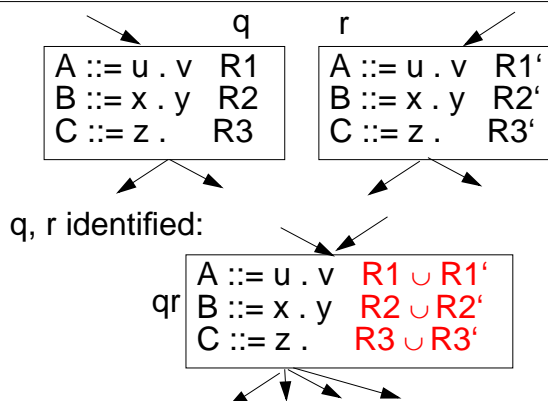 q r
A ::= u . v R1 A ::= u . v R1‘
B ::= x . y R2 B ::= x . y R2‘
C ::= z . R3 C ::= z . R3‘
q, r identified:
A ::= u . v R1 ∪ R1‘
qr B ::= x . y R2 ∪ R2‘
C ::= z . R3 ∪ R3‘